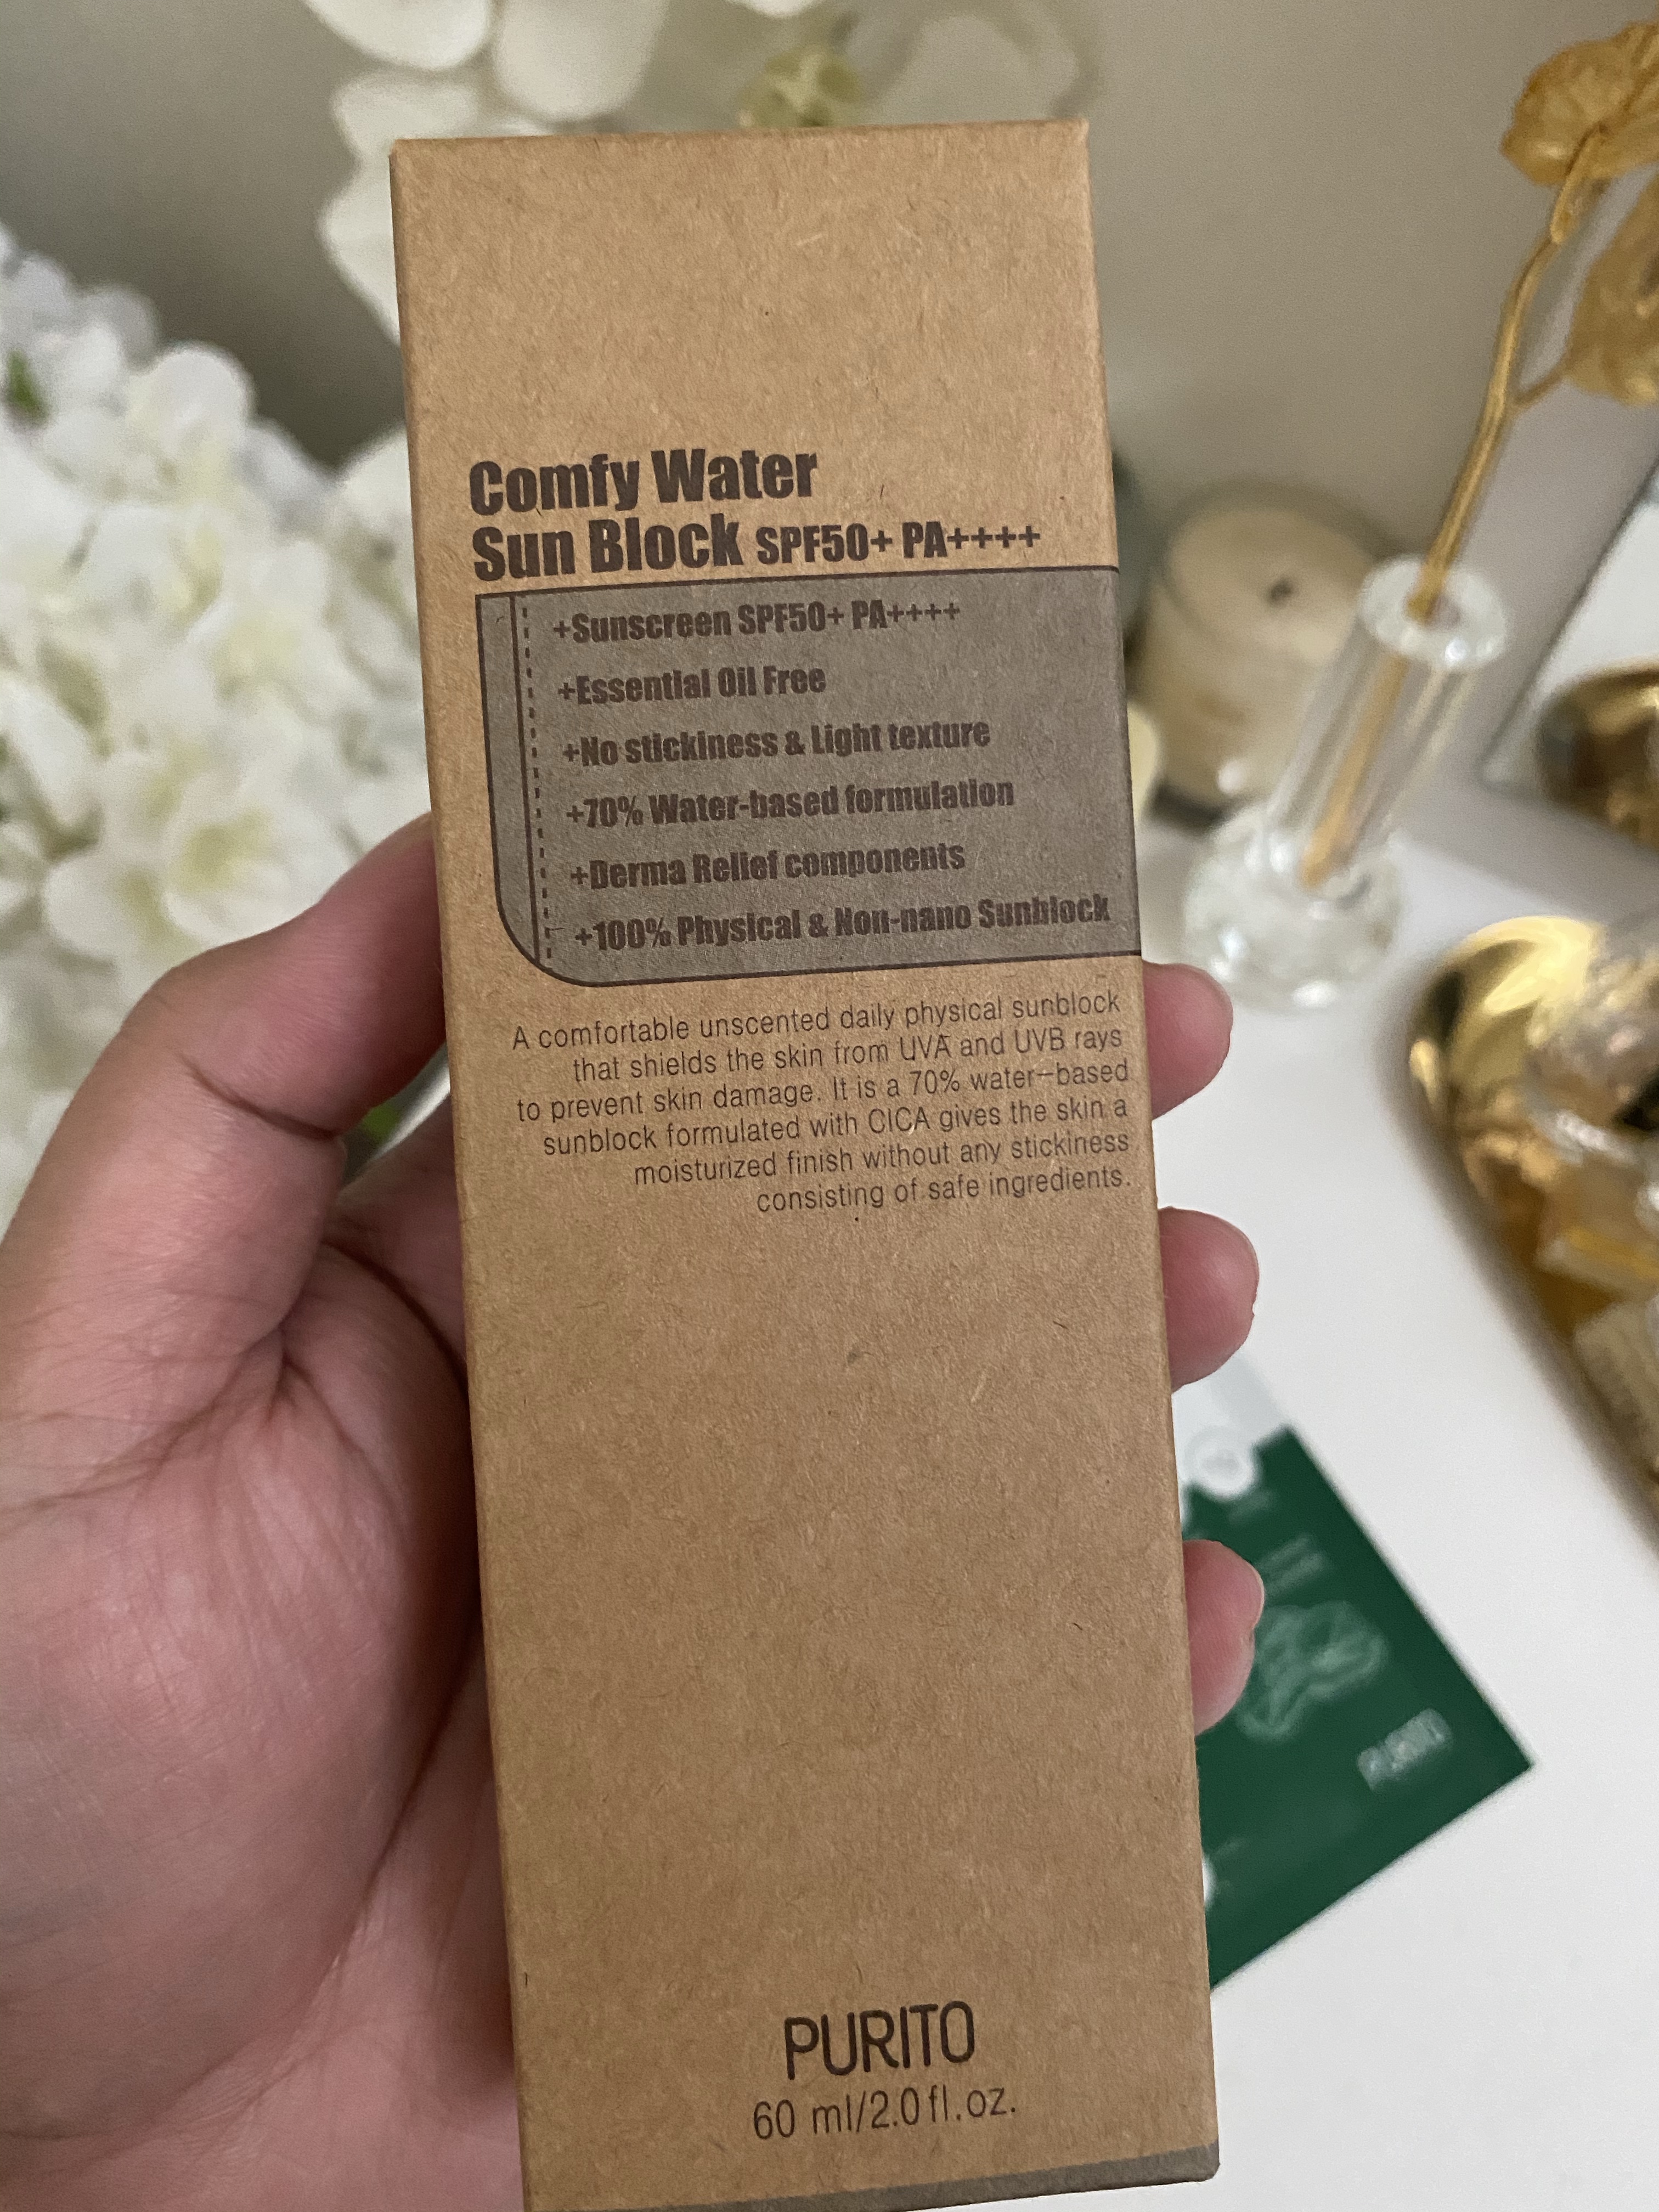 Comfy Water
Sun Block SPF50+ PA++++
+Sunscreen SPF50+ PA++++
+Essential Oil Free
+No stickiness & Light texture
+70% Water-based formulation
+Derma Relief components
+100% Physical & Non-nano Sunblock
A comfortable unscented daily physical sunblock
that shields the skin from UVA and UVB rays
to prevent skin damage. It is a 70% water-based
sunblock formulated with CICA gives the skin a
moisturized finish without any stickiness
consisting of safe ingredients.
PURITO
60 ml/2.0 fl.oz.
PURITO